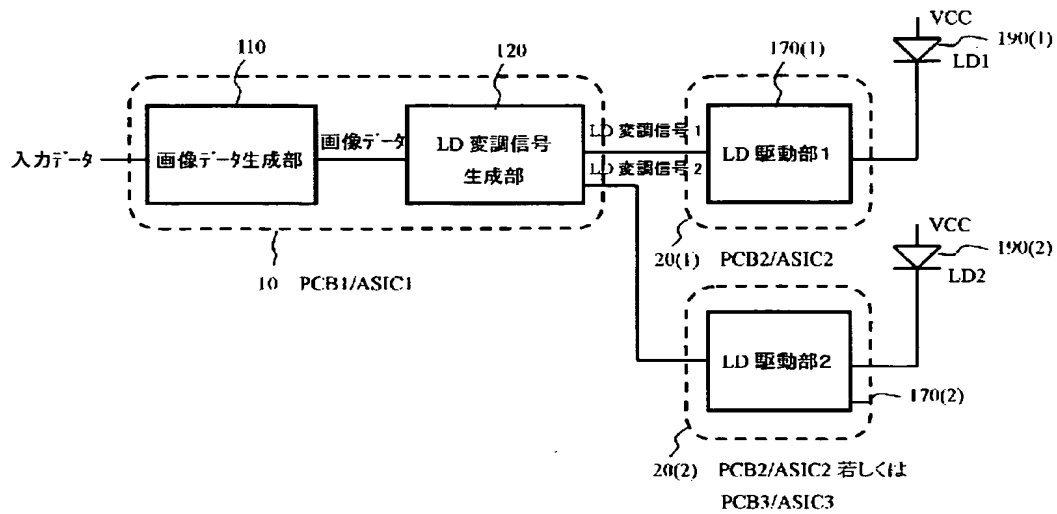 VCC
190(1)
LD1
110
120
170(1)
入力データ
画像データ生成部
画像データ
LD 変調信号
生成部
LD 変調信号 1
LD 変調信号 2
LD 駆動部 1
10 PCB1/ASIC1
20(1) PCB2/ASIC2
VCC
190(2)
LD2
LD 駆動部 2
170(2)
20(2) PCB2/ASIC2 若しくは
PCB3/ASIC3